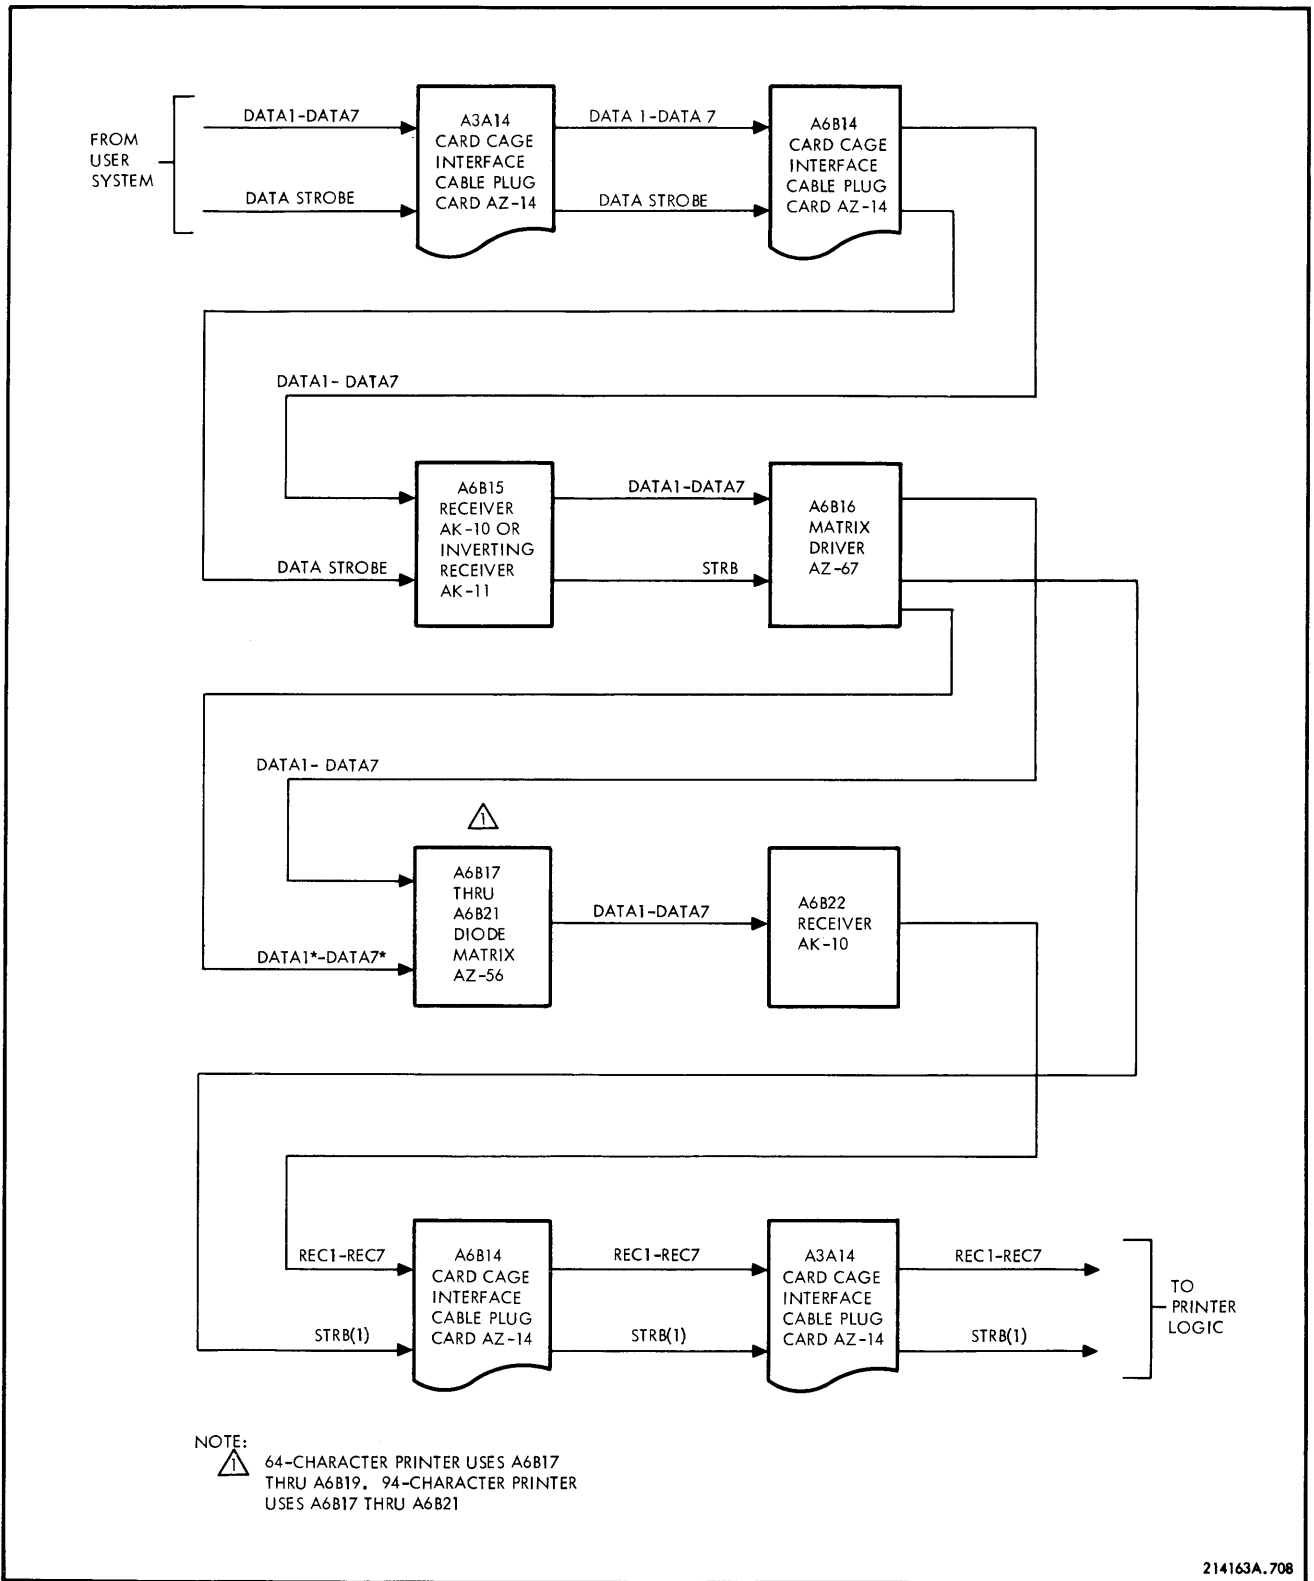 FROM
USER
SYSTEM
DATA1-DATA7
DATA STROBE
A3A14
CARD CAGE
INTERFACE
CABLE PLUG
CARD AZ-14
DATA 1-DATA 7
DATA STROBE
A6B14
CARD CAGE
INTERFACE
CABLE PLUG
CARD AZ-14
DATA1- DATA7
DATA STROBE
A6B15
RECEIVER
AK-10 OR
INVERTING
RECEIVER
AK-11
DATA1-DATA7
STRB
A6B16
MATRIX
DRIVER
AZ-67
DATA1- DATA7
DATA1*-DATA7*
1
A6B17
THRU
A6B21
DIODE
MATRIX
AZ-56
DATA1-DATA7
A6B22
RECEIVER
AK-10
REC1-REC7
STRB(1)
A6B14
CARD CAGE
INTERFACE
CABLE PLUG
CARD AZ-14
REC1-REC7
STRB(1)
A3A14
CARD CAGE
INTERFACE
CABLE PLUG
CARD AZ-14
REC1-REC7
STRB(1)
TO
PRINTER
LOGIC
NOTE:
1 64-CHARACTER PRINTER USES A6B17
THRU A6B19. 94-CHARACTER PRINTER
USES A6B17 THRU A6B21
214163A.708